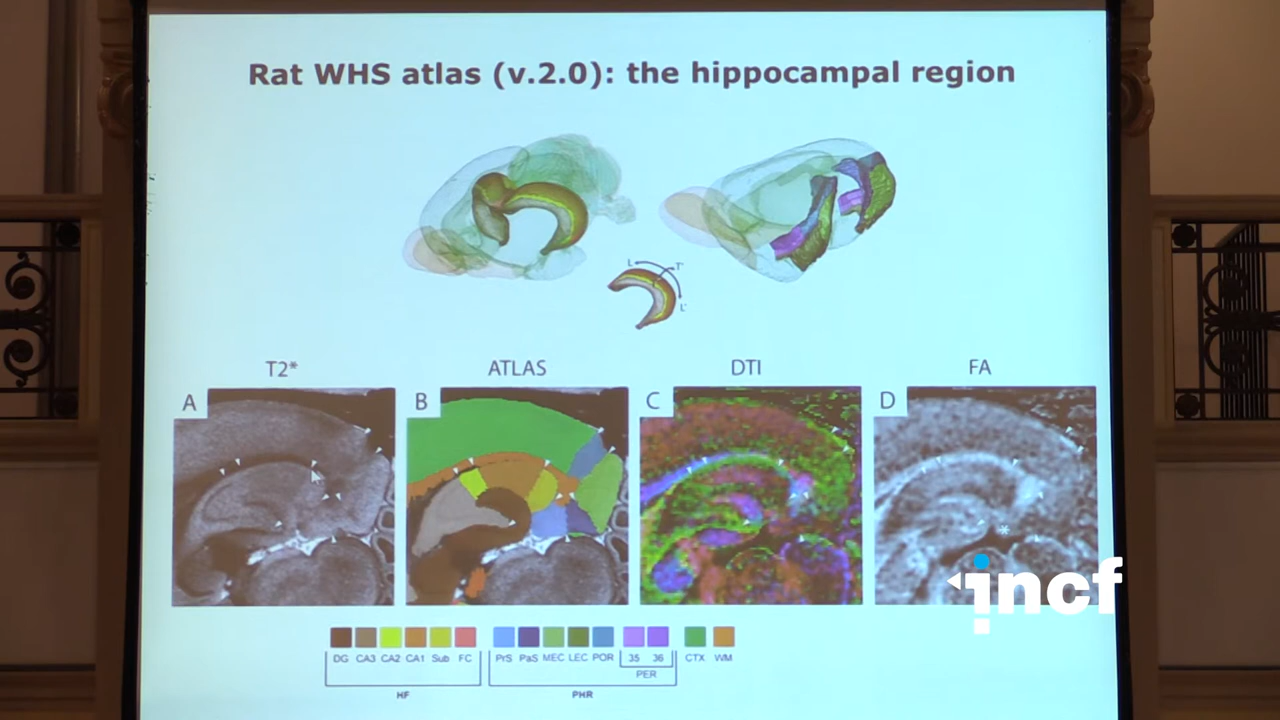 Rat WHS atlas (v.2.0): the hippocampal region
L T' L'
T2* ATLAS DTI FA
A B C D
*
incf
DG CA3 CA2 CA1 Sub FC PrS PaS MEC LEC POR 35 36 CTX WM
PER
HF PHR